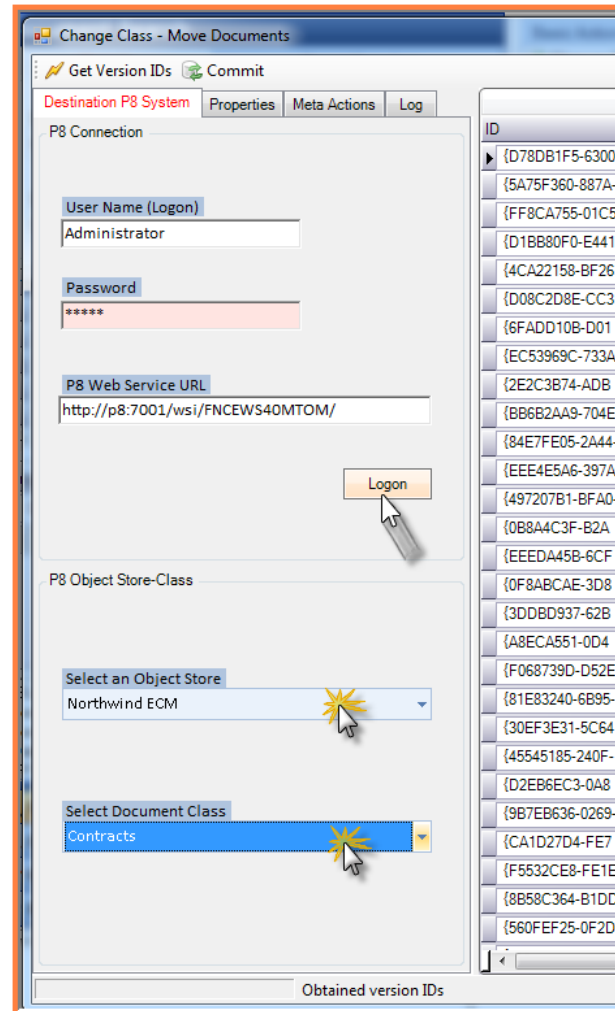 Change Class - Move Documents
Get Version IDs Commit
Destination P8 System Properties Meta Actions Log
P8 Connection
User Name (Logon)
Administrator
Password
*****
P8 Web Service URL
http://p8:7001/wsi/FNCEWS40MTOM/
Logon
P8 Object Store-Class
Select an Object Store
Northwind ECM
Select Document Class
Contracts
ID
{D78DB1F5-6300
{5A75F360-887A-
{FF8CA755-01C5
{D1BB80F0-E441
{4CA22158-BF26
{D08C2D8E-CC3
{6FADD10B-D01
{EC53969C-733A
{2E2C3B74-ADB
{BB6B2AA9-704E
{84E7FE05-2A44-
{EEE4E5A6-397A
{497207B1-BFA0-
{0B8A4C3F-B2A
{EEEDA45B-6CF
{0F8ABCAE-3D8
{3DDBD937-62B
{A8ECA551-0D4
{F068739D-D52E
{81E83240-6B95-
{30EF3E31-5C64
{45545185-240F-
{D2EB6EC3-0A8
{9B7EB636-0269-
{CA1D27D4-FE7
{F5532CE8-FE1E
{8B58C364-B1DD
{560FEF25-0F2D
Obtained version IDs